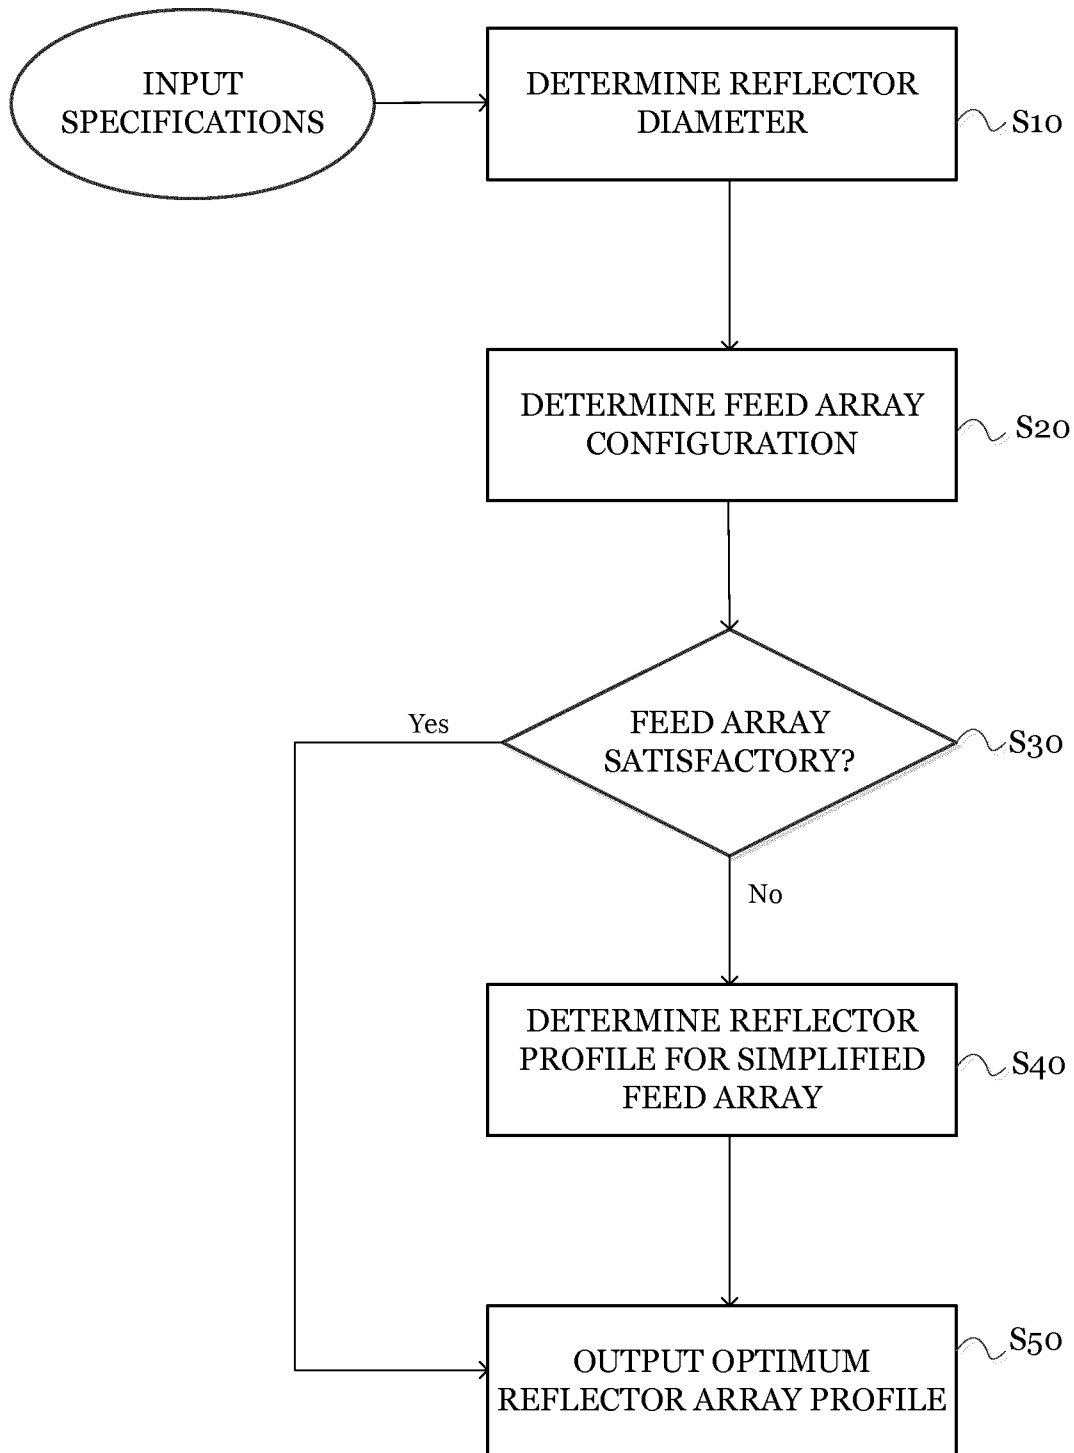 INPUT
SPECIFICATIONS
DETERMINE REFLECTOR
DIAMETER
S10
DETERMINE FEED ARRAY
CONFIGURATION
S20
Yes
FEED ARRAY
SATISFACTORY?
S30
No
DETERMINE REFLECTOR
PROFILE FOR SIMPLIFIED
FEED ARRAY
S40
OUTPUT OPTIMUM
REFLECTOR ARRAY PROFILE
S50